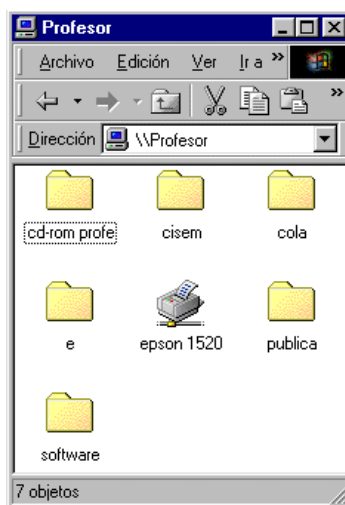 Profesor
Archivo Edición Ver Ir a »
»
Dirección \\Profesor
cd-rom profe cisem cola
e epson 1520 publica
software
7 objetos